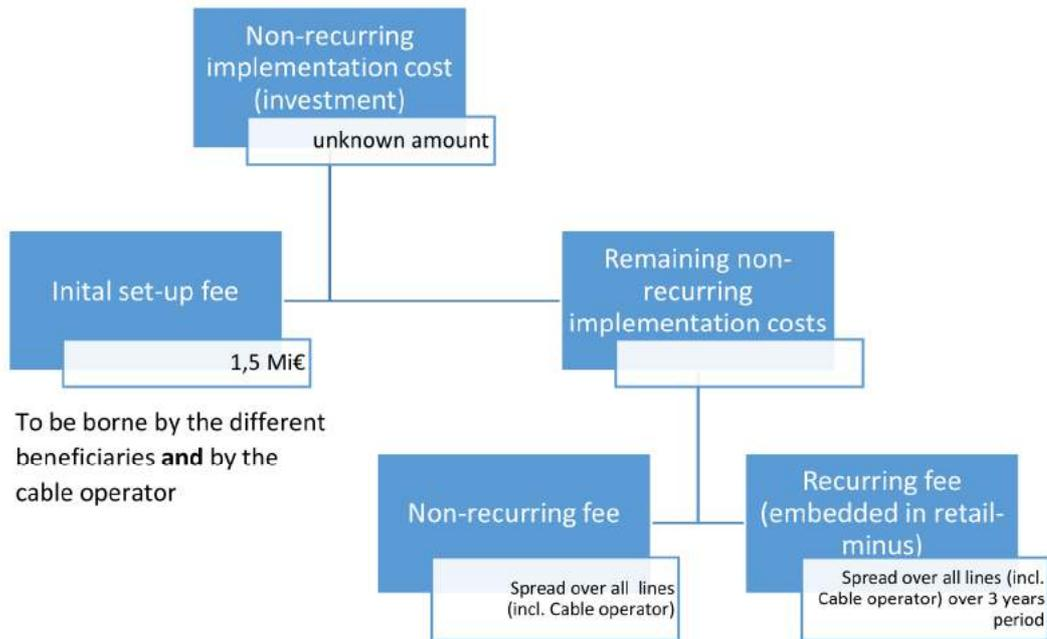 Non-recurring
implementation cost
(investment)
unknown amount
Inital set-up fee
1,5 Mi€
To be borne by the different
beneficiaries and by the
cable operator
Remaining non-
recurring
implementation costs
Non-recurring fee
Spread over all lines
(incl. Cable operator)
Recurring fee
(embedded in retail-
minus)
Spread over all lines (incl.
Cable operator) over 3 years
period